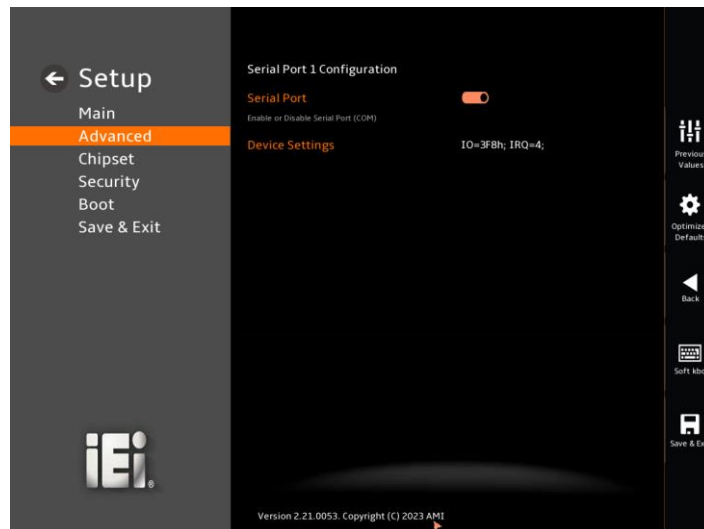 Setup
Main
Advanced
Chipset
Security
Boot
Save & Exit
iEi
®
Serial Port 1 Configuration
Serial Port
Enable or Disable Serial Port (COM)
Device Settings IO=3F8h; IRQ=4;
Version 2.21.0053. Copyright (C) 2023 AMI
Previous
Values
Optimize
Default
Back
Soft kb
Save & E